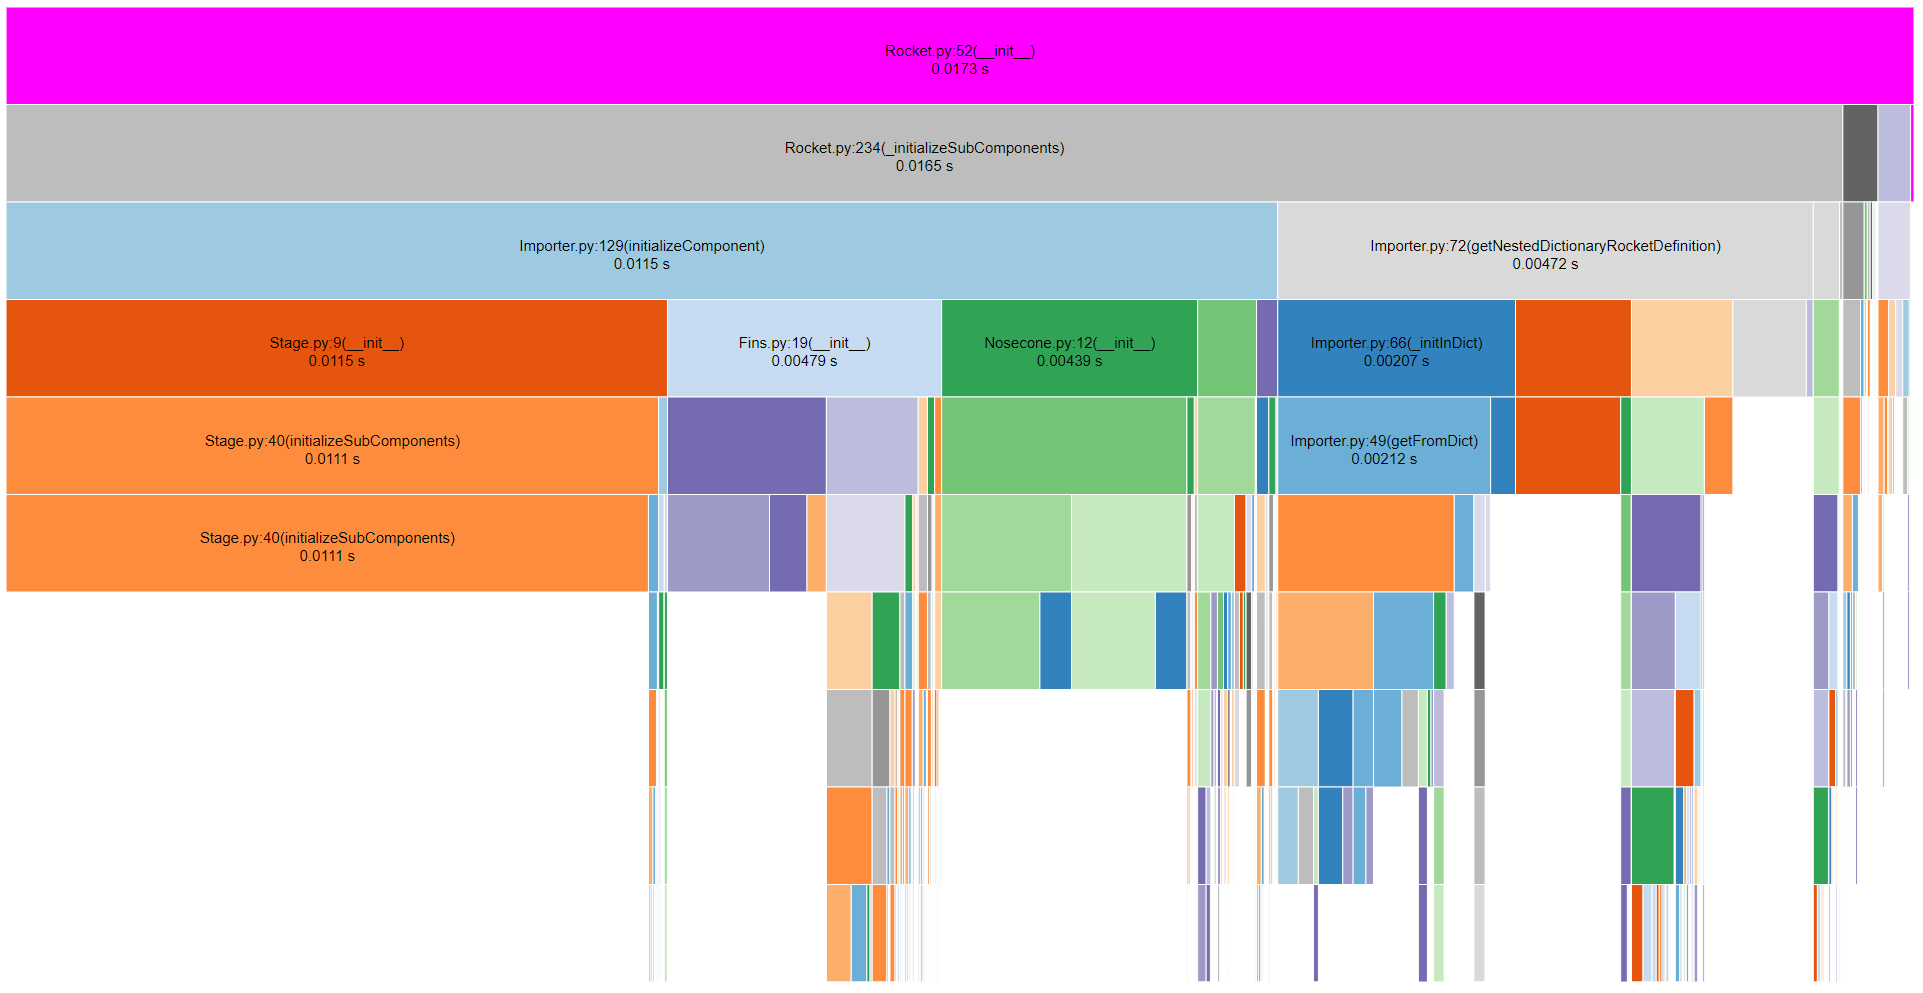 Rocket.py:52(__init__)
0.0173 s
Rocket.py:234(_initializeSubComponents)
0.0165 s
Importer.py:129(initializeComponent)
0.0115 s
Importer.py:72(getNestedDictionaryRocketDefinition)
0.00472 s
Stage.py:9(__init__)
0.0115 s
Fins.py:19(__init__)
0.00479 s
Nosecone.py:12(__init__)
0.00439 s
Importer.py:66(_initInDict)
0.00207 s
Stage.py:40(initializeSubComponents)
0.0111 s
Importer.py:49(getFromDict)
0.00212 s
Stage.py:40(initializeSubComponents)
0.0111 s